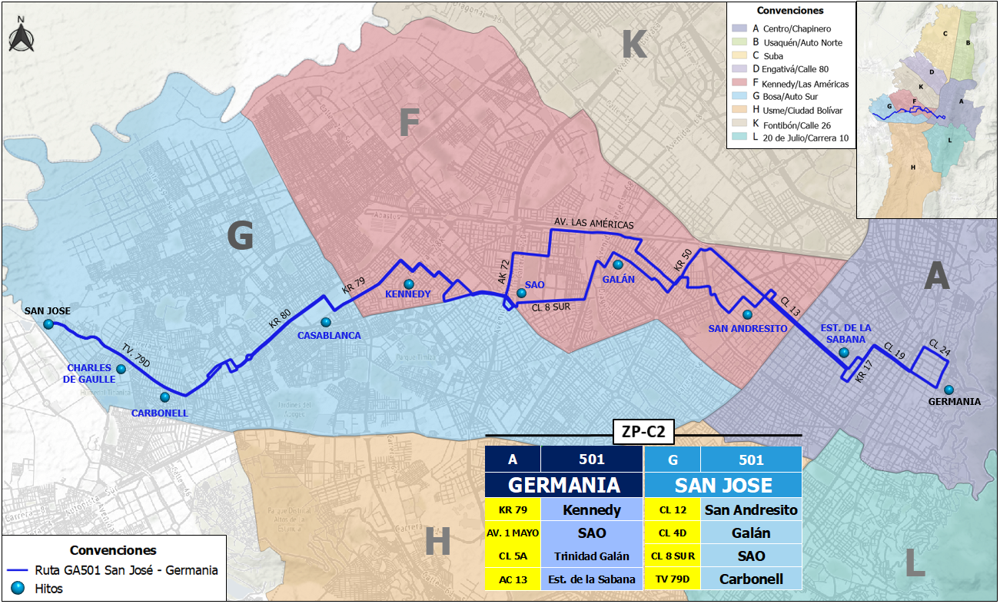 N
Convenciones
A Centro/Chapinero
B Usaquén/Auto Norte
C Suba
D Engativá/Calle 80
F Kennedy/Las Américas
G Bosa/Auto Sur
H Usme/Ciudad Bolívar
K Fontibón/Calle 26
L 20 de Julio/Carrera 10
C
B
D
K
A
G
F
L
H
K
F
G
A
H
L
Abastos
AV. LAS AMÉRICAS
KR 50
AK 72
GALÁN
SAO
KR 79
KENNEDY
CL 8 SUR
CL 13
SAN JOSE
KR 80
CASABLANCA
SAN ANDRESITO
EST. DE LA
SABANA
CL 19
CL 24
KR 17
TV. 79D
CHARLES
DE GAULLE
CARBONELL
GERMANIA
Parque Timiza
ZP-C2
A 501 G 501
GERMANIA SAN JOSE
KR 79 Kennedy CL 12 San Andresito
AV. 1 MAYO SAO CL 4D Galán
CL 5A Trinidad Galán CL 8 SUR SAO
AC 13 Est. de la Sabana TV 79D Carbonell
Convenciones
Ruta GA501 San José - Germania
Hitos